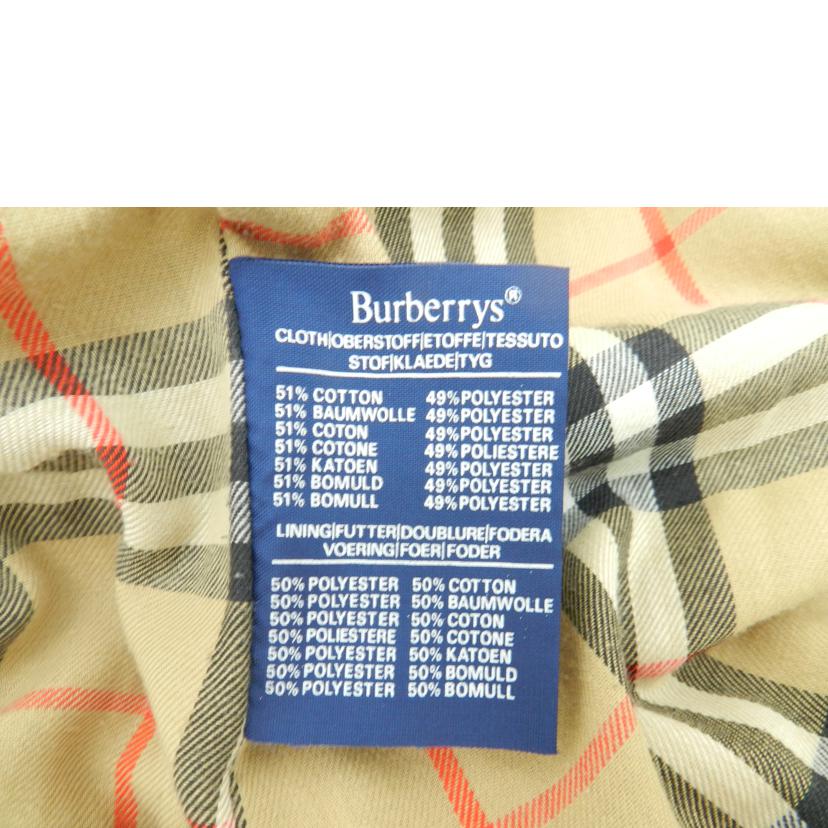 Burberrys®
CLOTH|OBERSTOFF|ETOFFE|TESSUTO
STOF|KLAEDE|TYG
51% COTTON 49% POLYESTER
51% BAUMWOLLE 49% POLYESTER
51% COTON 49% POLYESTER
51% COTONE 49% POLIESTERE
51% KATOEN 49% POLYESTER
51% BOMULD 49% POLYESTER
51% BOMULL 49% POLYESTER
LINING|FUTTER|DOUBLURE|FODERA
VOERING|FOER|FODER
50% POLYESTER 50% COTTON
50% POLYESTER 50% BAUMWOLLE
50% POLYESTER 50% COTON
50% POLIESTERE 50% COTONE
50% POLYESTER 50% KATOEN
50% POLYESTER 50% BOMULD
50% POLYESTER 50% BOMULL